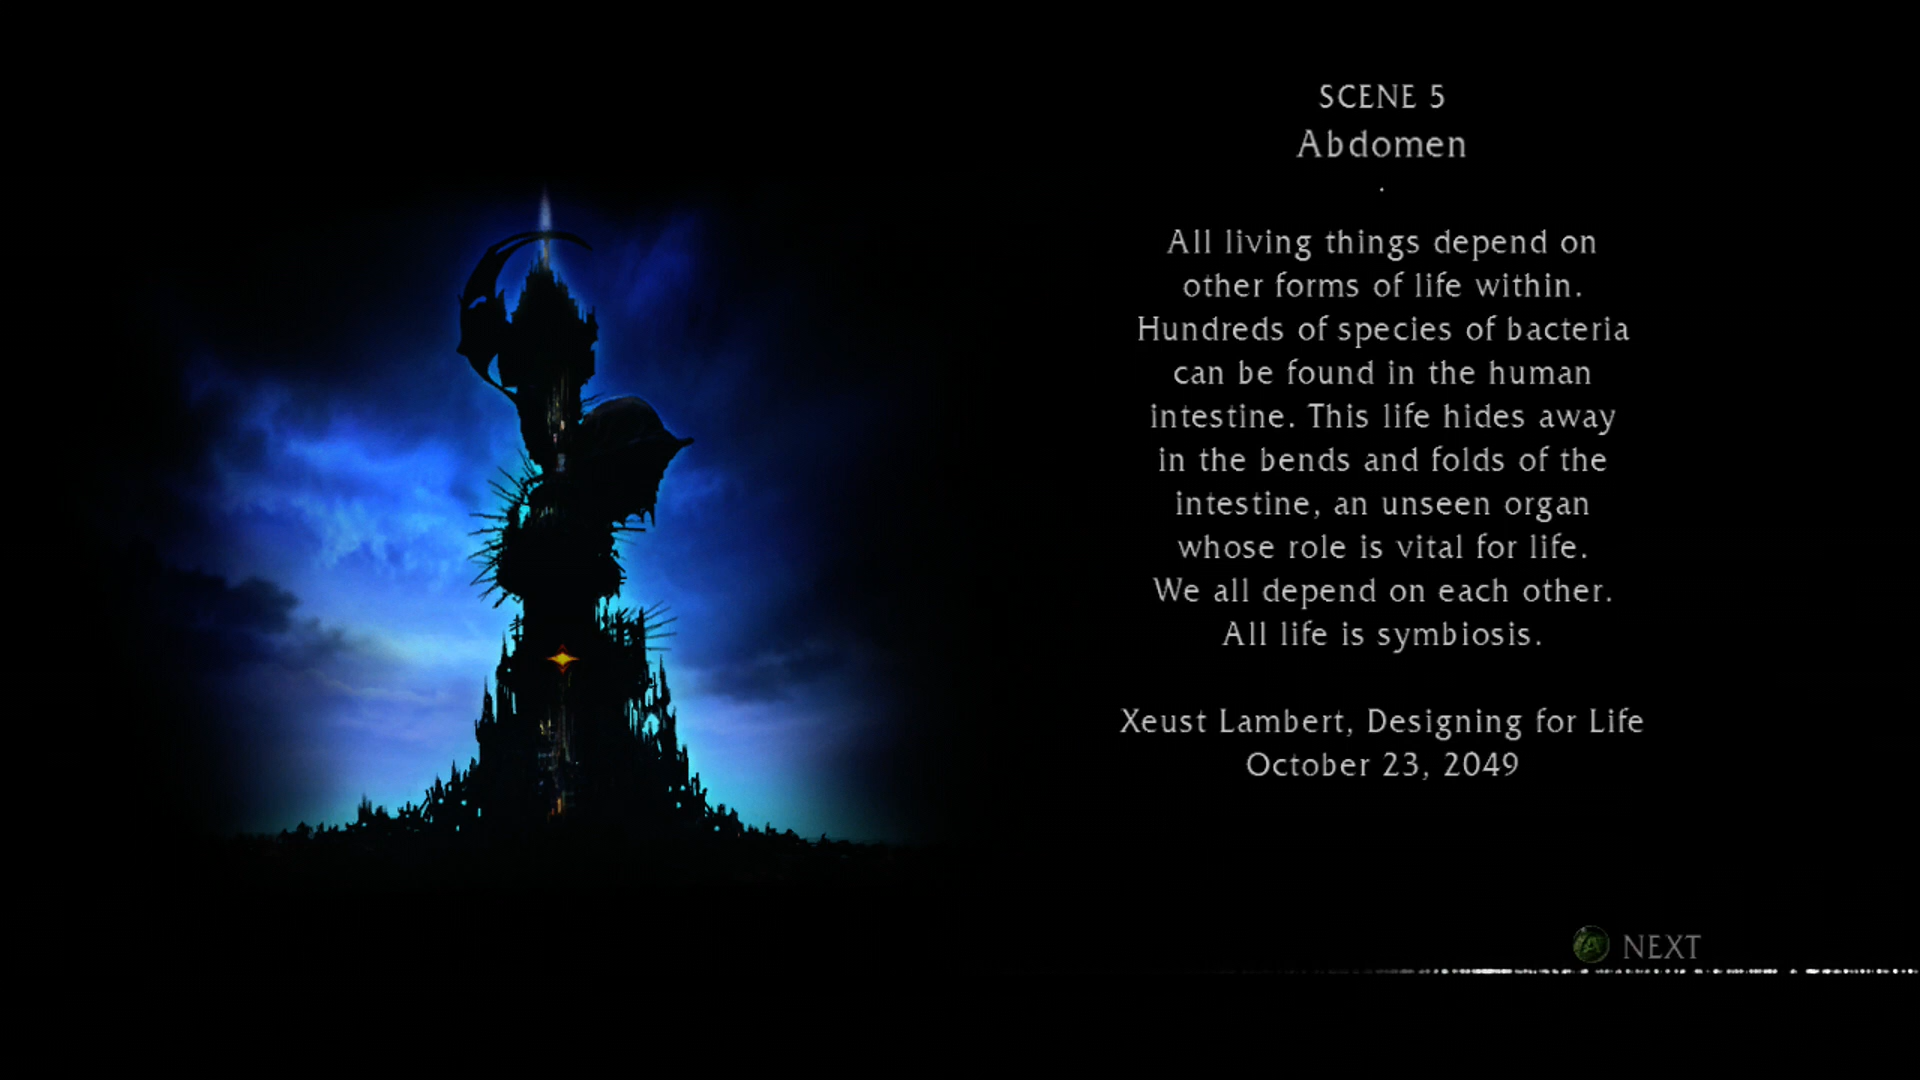 SCENE 5
Abdomen
.
All living things depend on
other forms of life within.
Hundreds of species of bacteria
can be found in the human
intestine. This life hides away
in the bends and folds of the
intestine, an unseen organ
whose role is vital for life.
We all depend on each other.
All life is symbiosis.
Xeust Lambert, Designing for Life
October 23, 2049
A NEXT